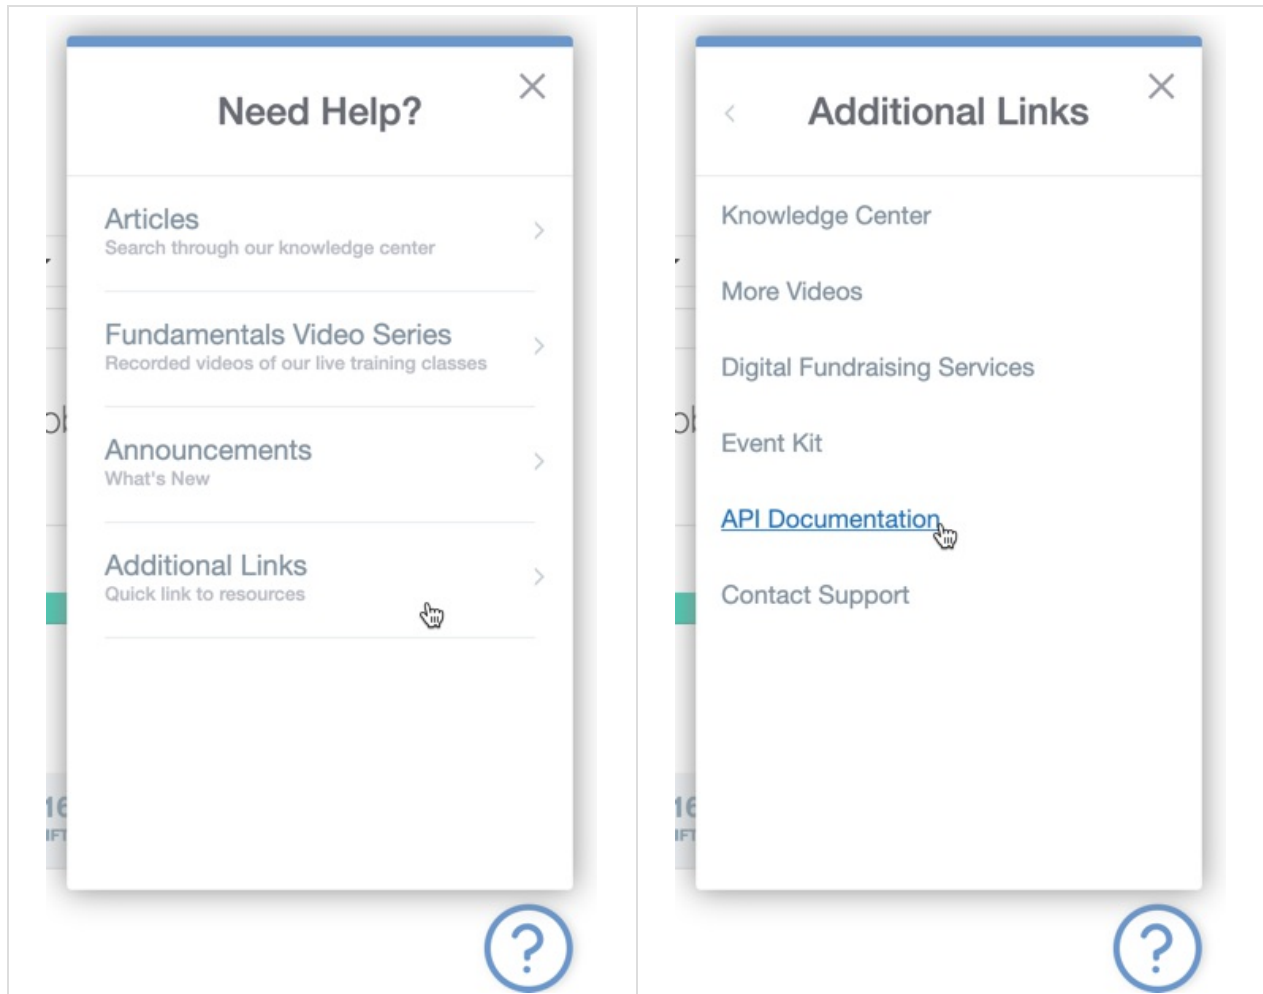 Need Help?
Articles
Search through our knowledge center
Fundamentals Video Series
Recorded videos of our live training classes
Announcements
What's New
Additional Links
Quick link to resources
?
Additional Links
Knowledge Center
More Videos
Digital Fundraising Services
Event Kit
API Documentation
Contact Support
?